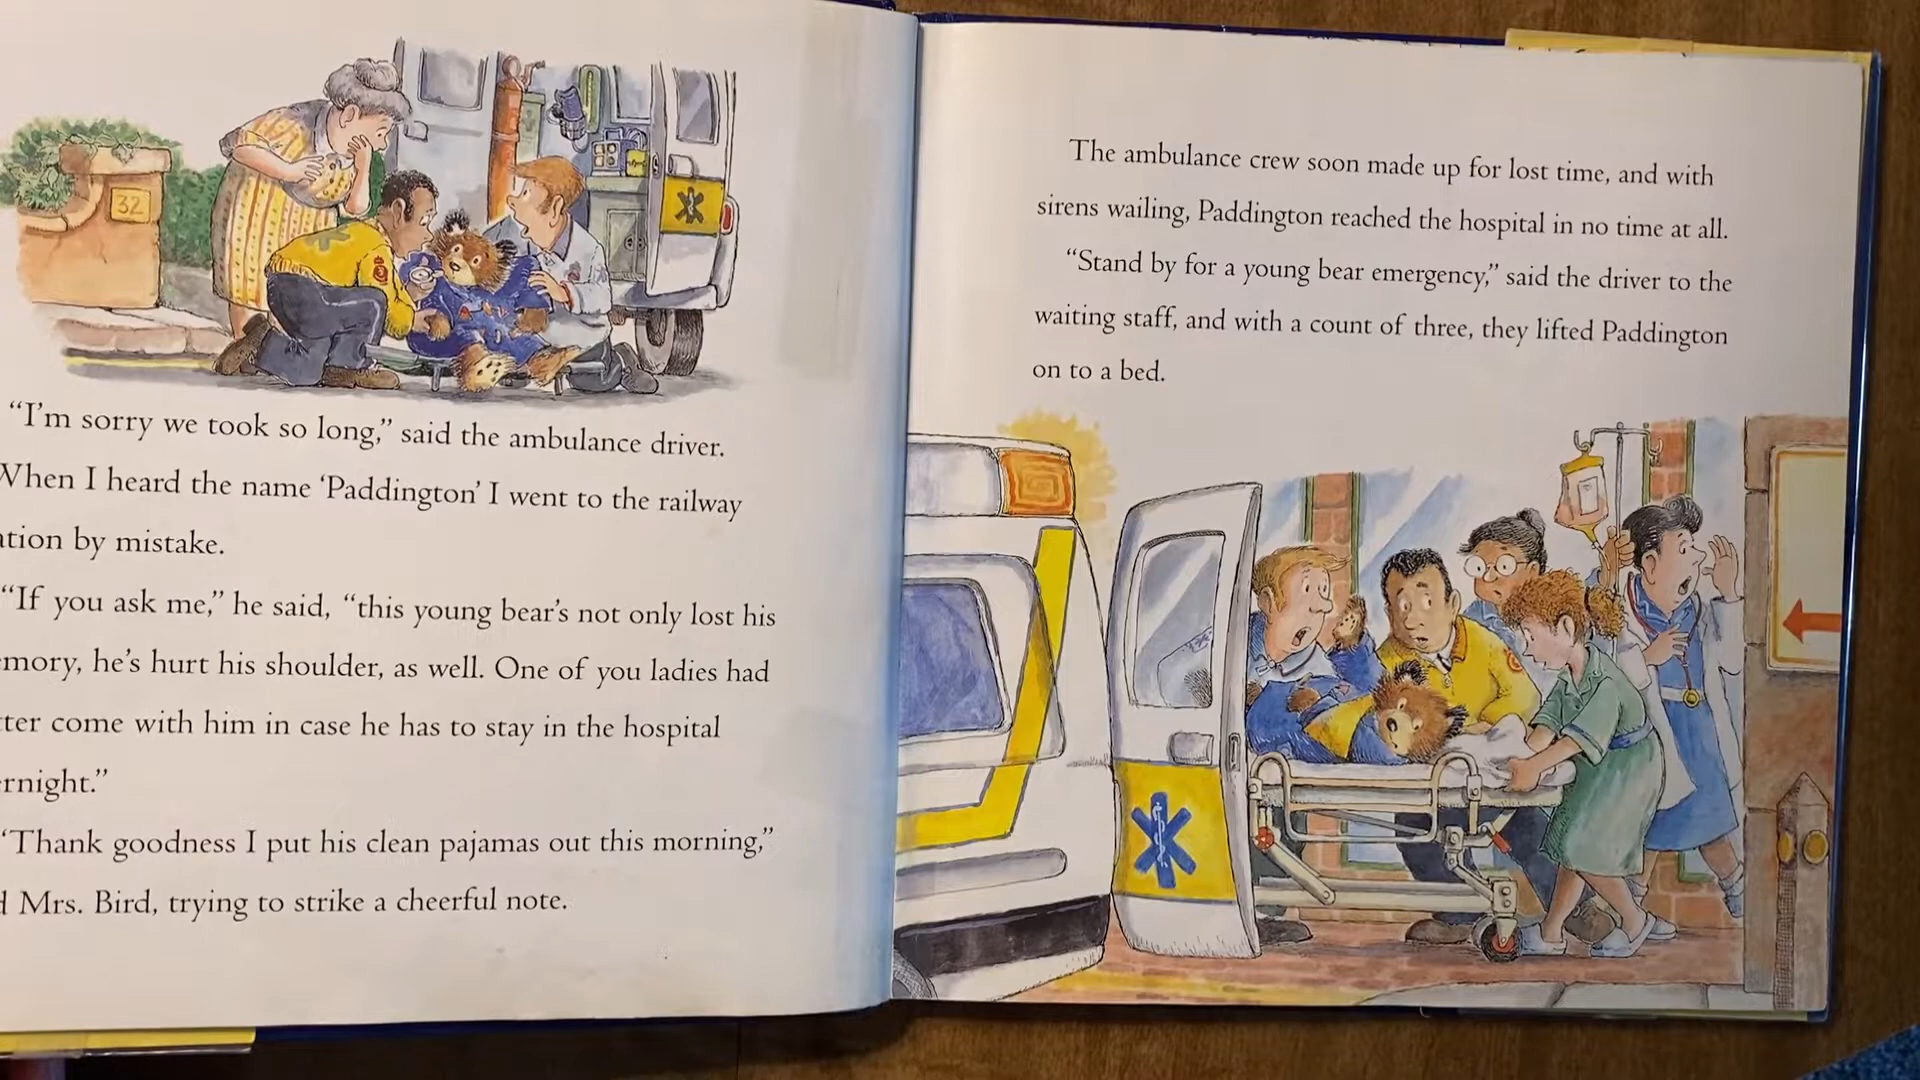 32
“I’m sorry we took so long,” said the ambulance driver.
When I heard the name ‘Paddington’ I went to the railway
by mistake.
“If you ask me,” he said, “this young bear’s not only lost his
he’s hurt his shoulder, as well. One of you ladies had
come with him in case he has to stay in the hospital
“Thank goodness I put his clean pajamas out this morning,”
Mrs. Bird, trying to strike a cheerful note.
The ambulance crew soon made up for lost time, and with
sirens wailing, Paddington reached the hospital in no time at all.
“Stand by for a young bear emergency,” said the driver to the
waiting staff, and with a count of three, they lifted Paddington
on to a bed.